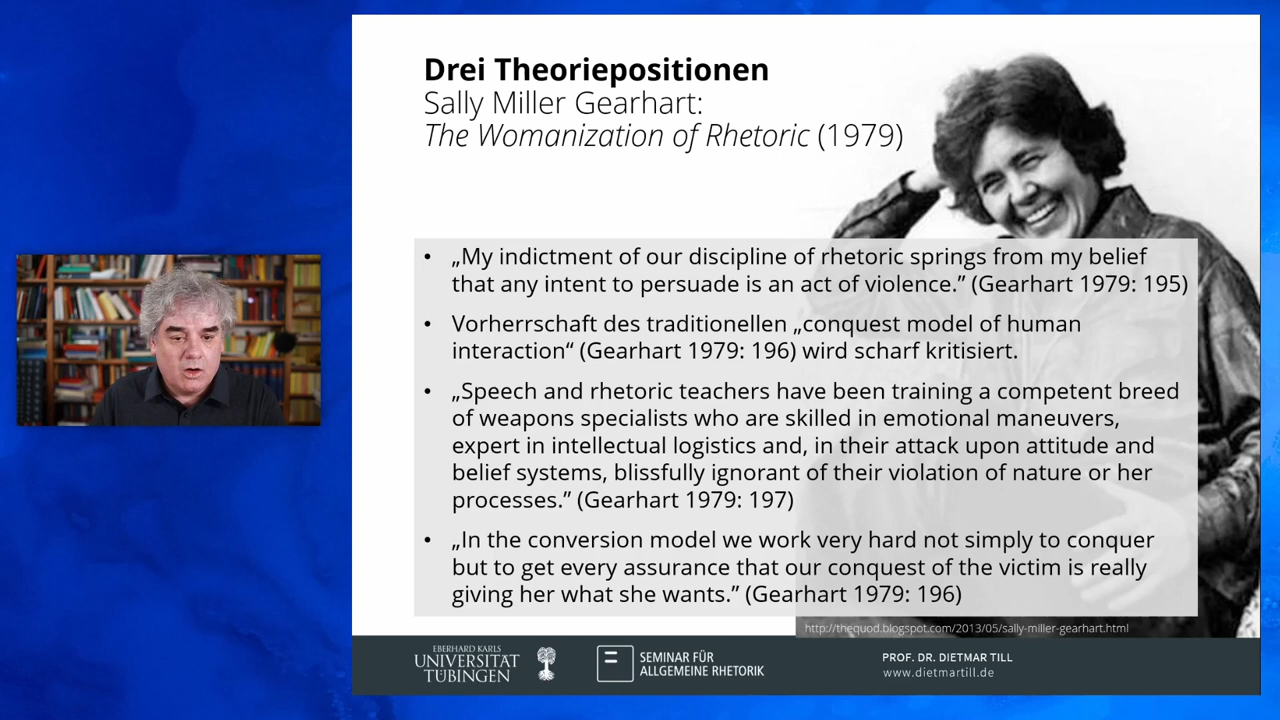 Drei Theoriepositionen
Sally Miller Gearhart:
The Womanization of Rhetoric (1979)
• „My indictment of our discipline of rhetoric springs from my belief
that any intent to persuade is an act of violence.” (Gearhart 1979: 195)
• Vorherrschaft des traditionellen „conquest model of human
interaction“ (Gearhart 1979: 196) wird scharf kritisiert.
• „Speech and rhetoric teachers have been training a competent breed
of weapons specialists who are skilled in emotional maneuvers,
expert in intellectual logistics and, in their attack upon attitude and
belief systems, blissfully ignorant of their violation of nature or her
processes.” (Gearhart 1979: 197)
• „In the conversion model we work very hard not simply to conquer
but to get every assurance that our conquest of the victim is really
giving her what she wants.” (Gearhart 1979: 196)
http://thequod.blogspot.com/2013/05/sally-miller-gearhart.html
EBERHARD KARLS
UNIVERSITÄT
TÜBINGEN
SEMINAR FÜR
ALLGEMEINE RHETORIK
PROF. DR. DIETMAR TILL
www.dietmartill.de